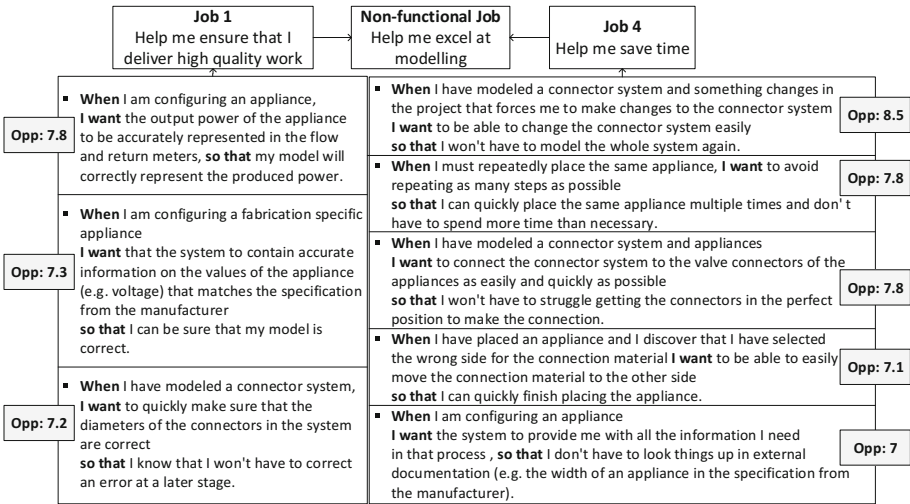 Job 1
Help me ensure that I
deliver high quality work
Non-functional Job
Help me excel at
modelling
Job 4
Help me save time
Opp: 7.8
▪ When I am configuring an appliance,
I want the output power of the appliance
to be accurately represented in the flow
and return meters, so that my model will
correctly represent the produced power.
Opp: 7.3
▪ When I am configuring a fabrication specific
appliance
I want that the system to contain accurate
information on the values of the appliance
(e.g. voltage) that matches the specification
from the manufacturer
so that I can be sure that my model is
correct.
Opp: 7.2
▪ When I have modeled a connector system,
I want to quickly make sure that the
diameters of the connectors in the system
are correct
so that I know that I won't have to correct
an error at a later stage.
▪ When I have modeled a connector system and something changes in
the project that forces me to make changes to the connector system
I want to be able to change the connector system easily
so that I won't have to model the whole system again.
Opp: 8.5
▪ When I must repeatedly place the same appliance, I want to avoid
repeating as many steps as possible
so that I can quickly place the same appliance multiple times and don' t
have to spend more time than necessary.
Opp: 7.8
▪ When I have modeled a connector system and appliances
I want to connect the connector system to the valve connectors of the
appliances as easily and quickly as possible
so that I won't have to struggle getting the connectors in the perfect
position to make the connection.
Opp: 7.8
▪ When I have placed an appliance and I discover that I have selected
the wrong side for the connection material I want to be able to easily
move the connection material to the other side
so that I can quickly finish placing the appliance.
Opp: 7.1
▪ When I am configuring an appliance
I want the system to provide me with all the information I need
in that process , so that I don't have to look things up in external
documentation (e.g. the width of an appliance in the specification from
the manufacturer).
Opp: 7